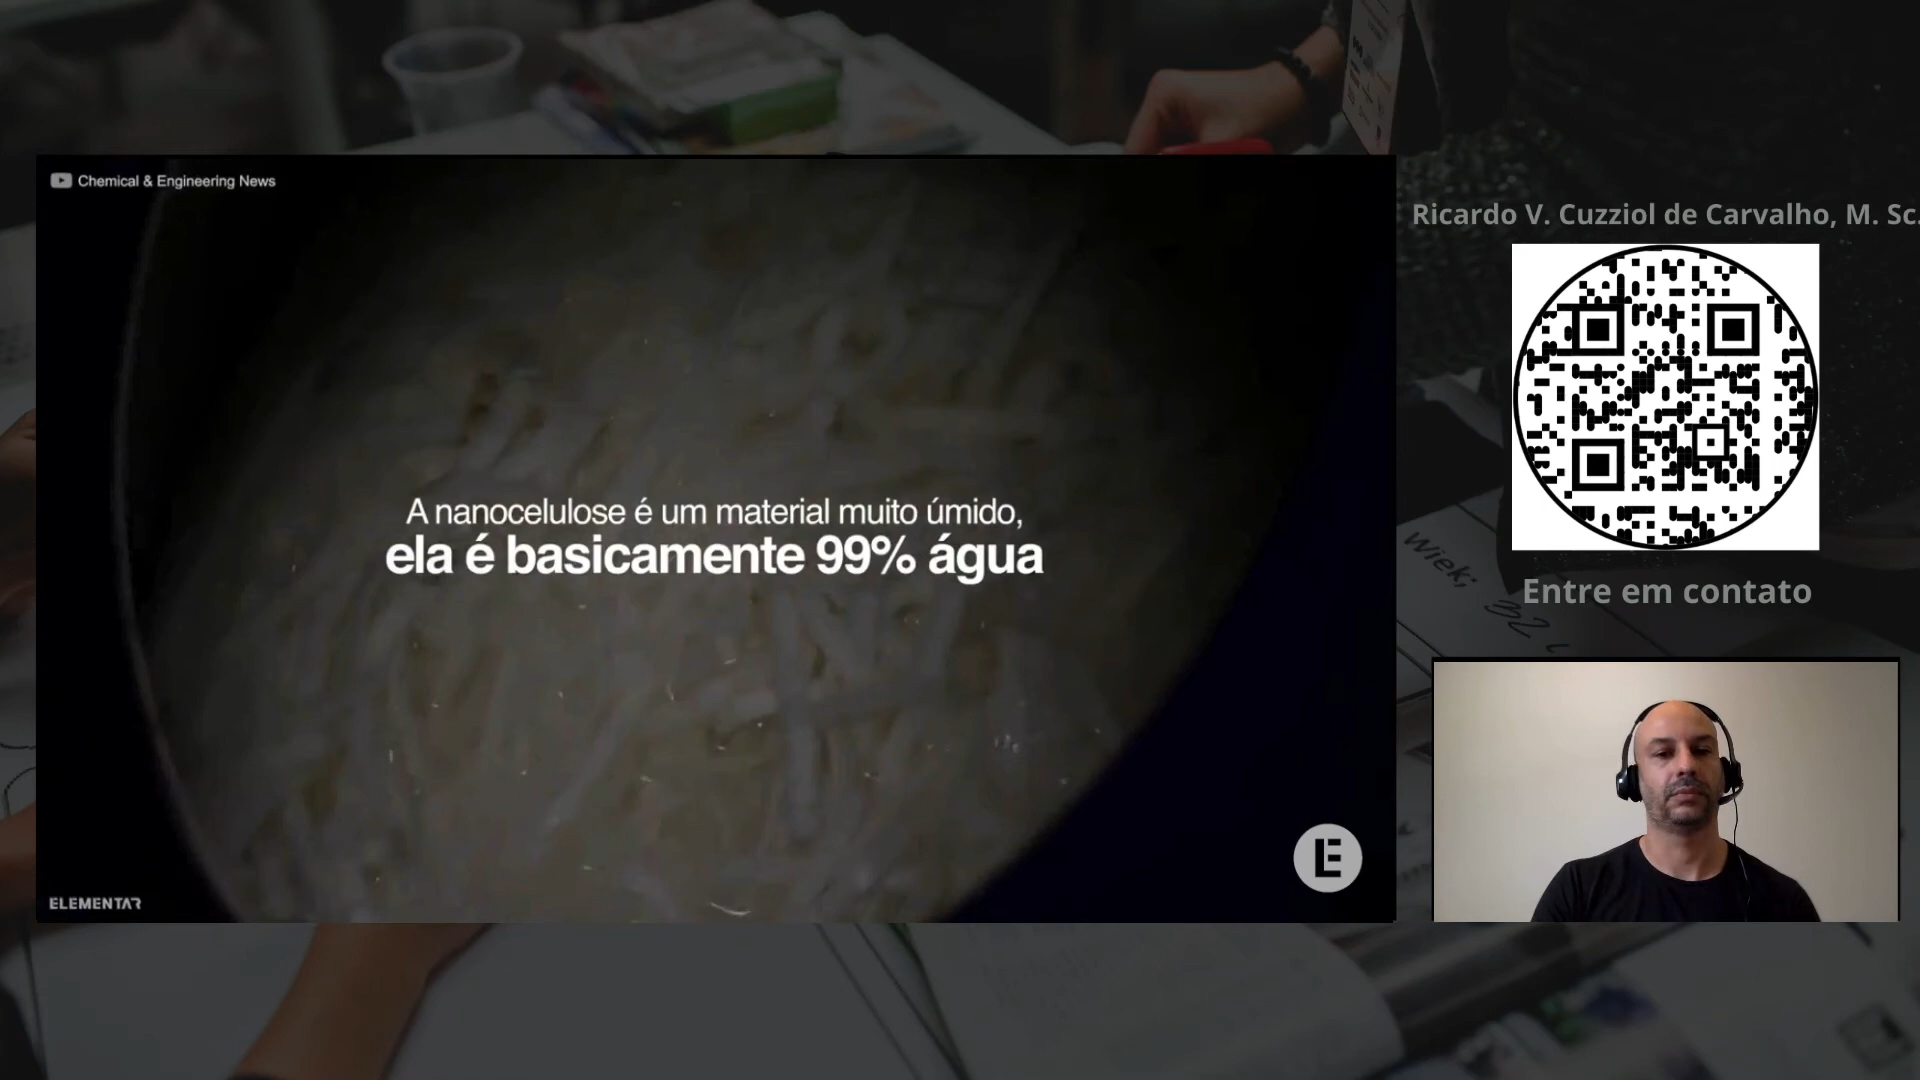 Chemical & Engineering News
Ricardo V. Cuzziol de Carvalho, M. Sc.
A nanocelulose é um material muito úmido,
ela é basicamente 99% água
Wiek;
32
Entre em contato
E
ELEMENTAR